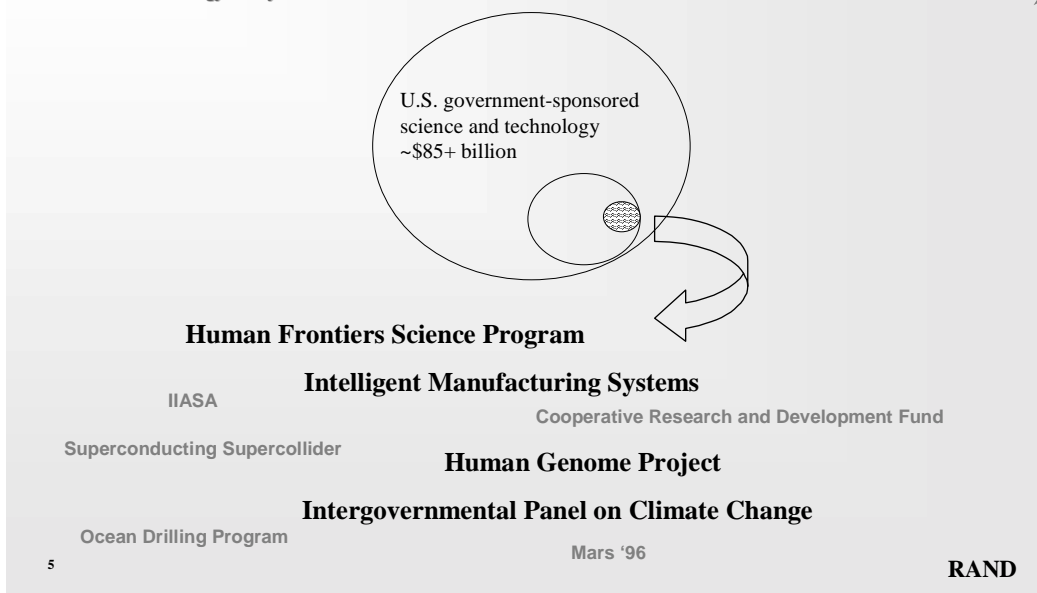 U.S. government-sponsored
science and technology
~$85+ billion
Human Frontiers Science Program
Intelligent Manufacturing Systems
IIASA
Cooperative Research and Development Fund
Superconducting Supercollider
Human Genome Project
Intergovernmental Panel on Climate Change
Ocean Drilling Program
Mars ‘96
5
RAND